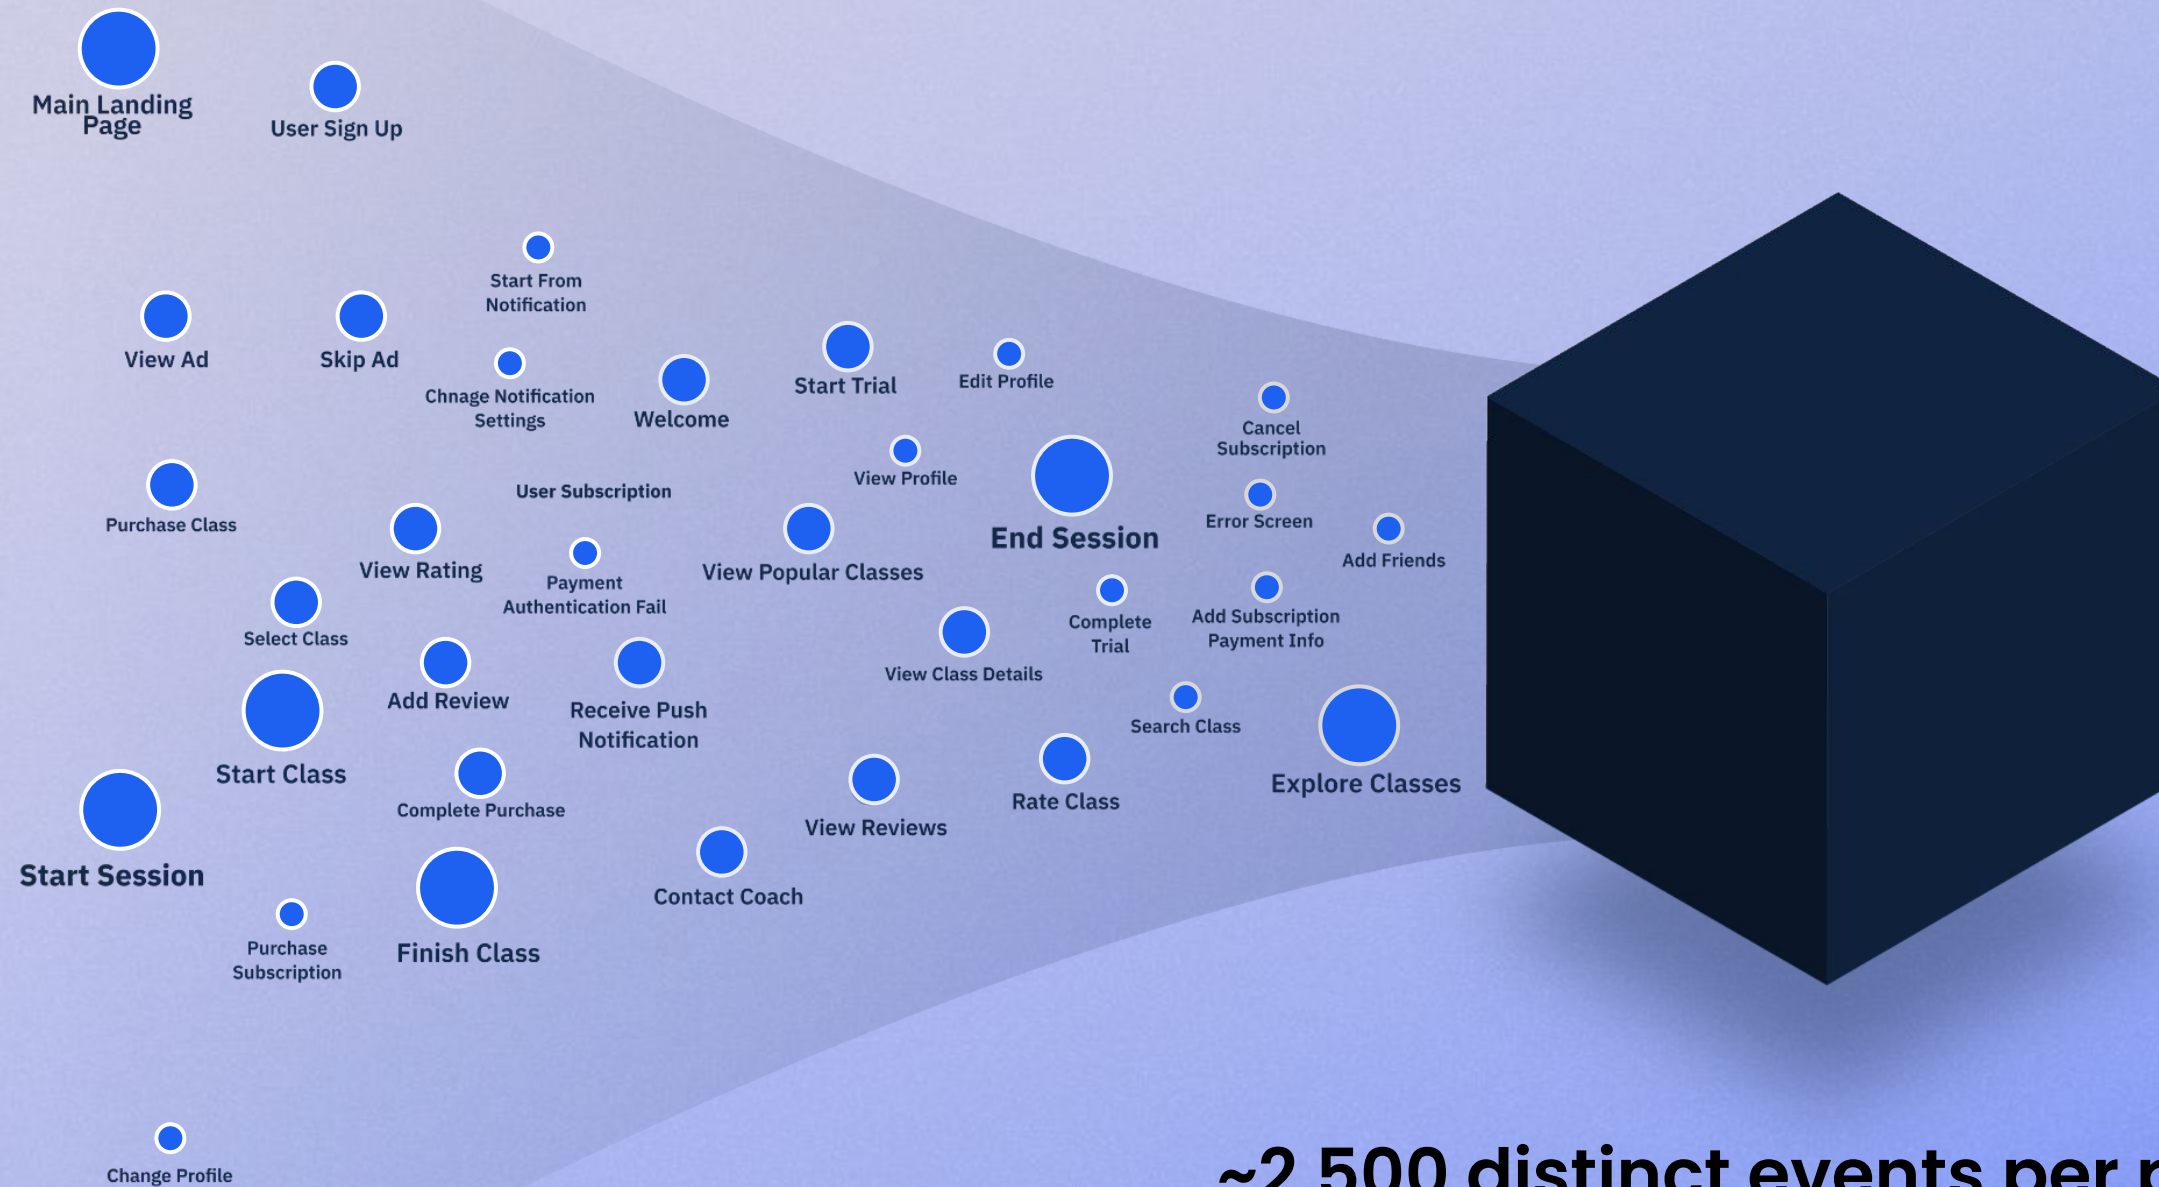 Main Landing
Page
User Sign Up
Start From
Notification
View Ad
Skip Ad
Chnage Notification
Settings
Welcome
Start Trial
Edit Profile
Cancel
Subscription
View Profile
User Subscription
Purchase Class
View Rating
Payment
Authentication Fail
View Popular Classes
End Session
Error Screen
Add Friends
Select Class
Complete
Trial
Add Subscription
Payment Info
View Class Details
Add Review
Receive Push
Notification
Search Class
Start Class
Complete Purchase
View Reviews
Rate Class
Explore Classes
Start Session
Contact Coach
Purchase
Subscription
Finish Class
Change Profile
~2 500 distinct events per